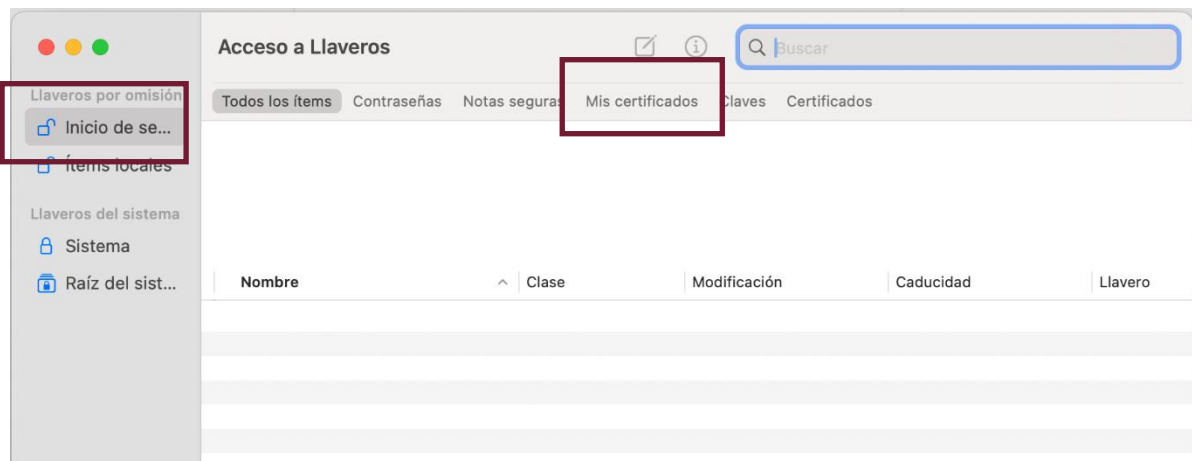 Acceso a Llaveros
Buscar
Llaveros por omisión
Todos los ítems Contraseñas Notas seguras Mis certificados Claves Certificados
Inicio de se...
Ítems locales
Llaveros del sistema
Sistema
Raíz del sist...
Nombre Clase Modificación Caducidad Llavero